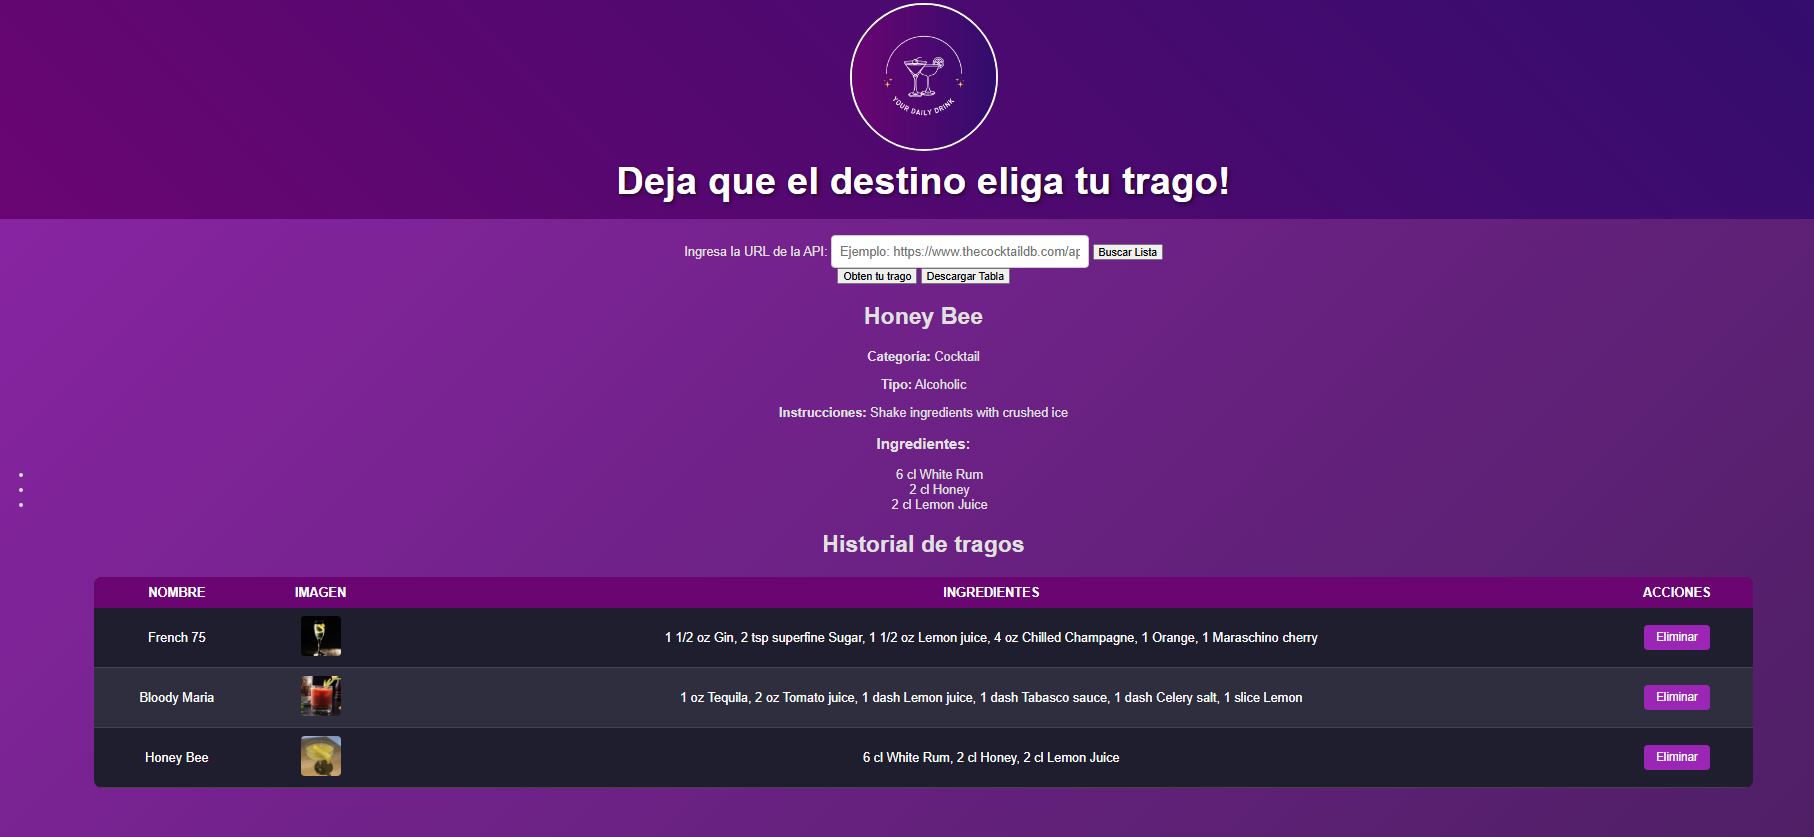 YOUR DAILY DRINK
Deja que el destino eliga tu trago!
Ingresa la URL de la API: Ejemplo: https://www.thecocktaildb.com/ap Buscar Lista
Obten tu trago Descargar Tabla
Honey Bee
Categoría: Cocktail
Tipo: Alcoholic
Instrucciones: Shake ingredients with crushed ice
Ingredientes:
6 cl White Rum
2 cl Honey
2 cl Lemon Juice
Historial de tragos
NOMBRE IMAGEN INGREDIENTES ACCIONES
French 75 1 1/2 oz Gin, 2 tsp superfine Sugar, 1 1/2 oz Lemon juice, 4 oz Chilled Champagne, 1 Orange, 1 Maraschino cherry Eliminar
Bloody Maria 1 oz Tequila, 2 oz Tomato juice, 1 dash Lemon juice, 1 dash Tabasco sauce, 1 dash Celery salt, 1 slice Lemon Eliminar
Honey Bee 6 cl White Rum, 2 cl Honey, 2 cl Lemon Juice Eliminar